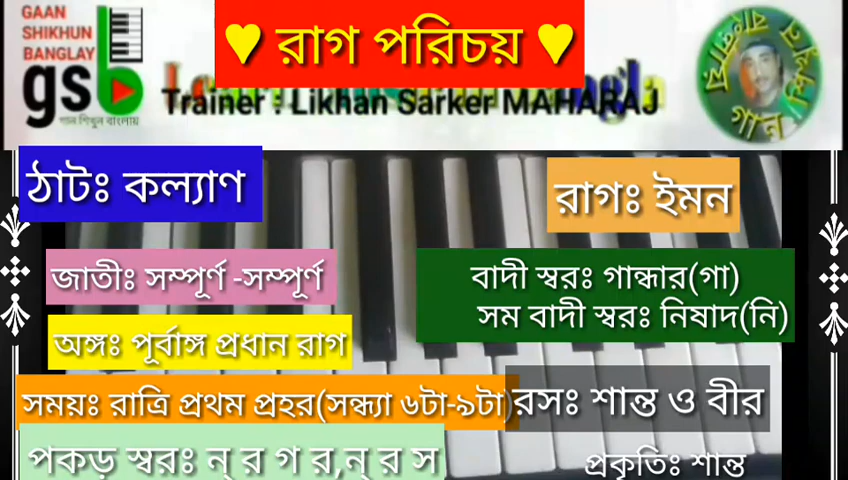 GAAN
SHIKHUN
BANGLAY
gsb
গান শিখুন বাংলায়
♥ রাগ পরিচয় ♥
Trainer : Likhan Sarker MAHARAJ
বাংলায় গান শিখুন
ঠাটঃ কল্যাণ
রাগঃ ইমন
জাতীঃ সম্পূর্ণ -সম্পূর্ণ
বাদী স্বরঃ গান্ধার(গা)
সম বাদী স্বরঃ নিষাদ(নি)
অঙ্গঃ পূর্বাঙ্গ প্রধান রাগ
সময়ঃ রাত্রি প্রথম প্রহর(সন্ধ্যা ৬টা-৯টা)
রসঃ শান্ত ও বীর
পকড় স্বরঃ ন্ র গ র,ন্ র স
প্রকৃতিঃ শান্ত